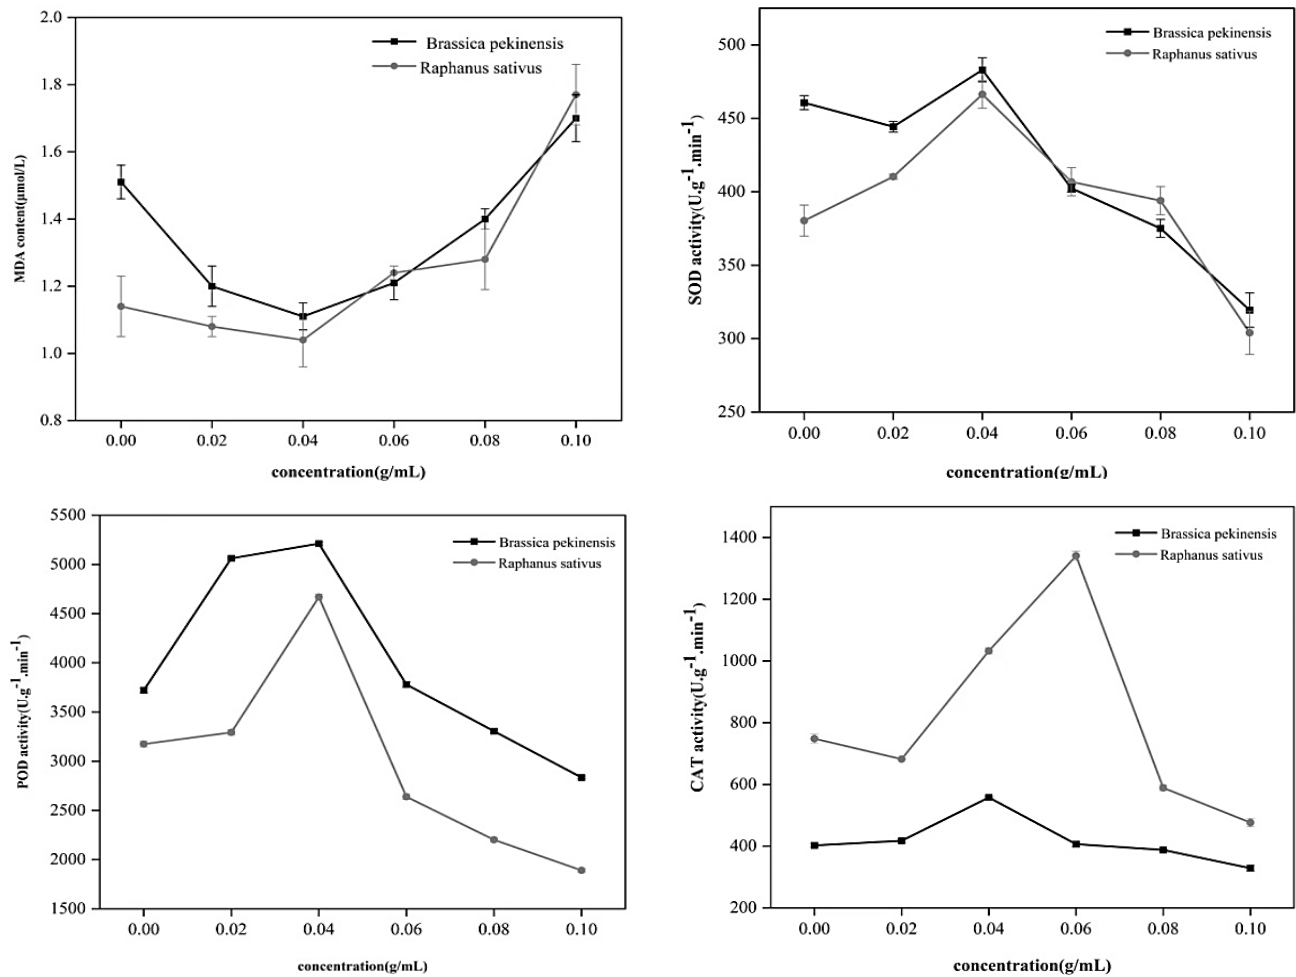 2.0
1.8
1.6
1.4
1.2
1.0
0.8
MDA content(μmol/L)
Brassica pekinensis
Raphanus sativus
0.00 0.02 0.04 0.06 0.08 0.10
concentration(g/mL)
500
450
400
350
300
250
SOD activity(U.g-1.min-1)
Brassica pekinensis
Raphanus sativus
0.00 0.02 0.04 0.06 0.08 0.10
concentration(g/mL)
5500
5000
4500
4000
3500
3000
2500
2000
1500
POD activity(U.g-1.min-1)
Brassica pekinensis
Raphanus sativus
0.00 0.02 0.04 0.06 0.08 0.10
concentration(g/mL)
1400
1200
1000
800
600
400
200
CAT activity(U.g-1.min-1)
Brassica pekinensis
Raphanus sativus
0.00 0.02 0.04 0.06 0.08 0.10
concentration(g/mL)